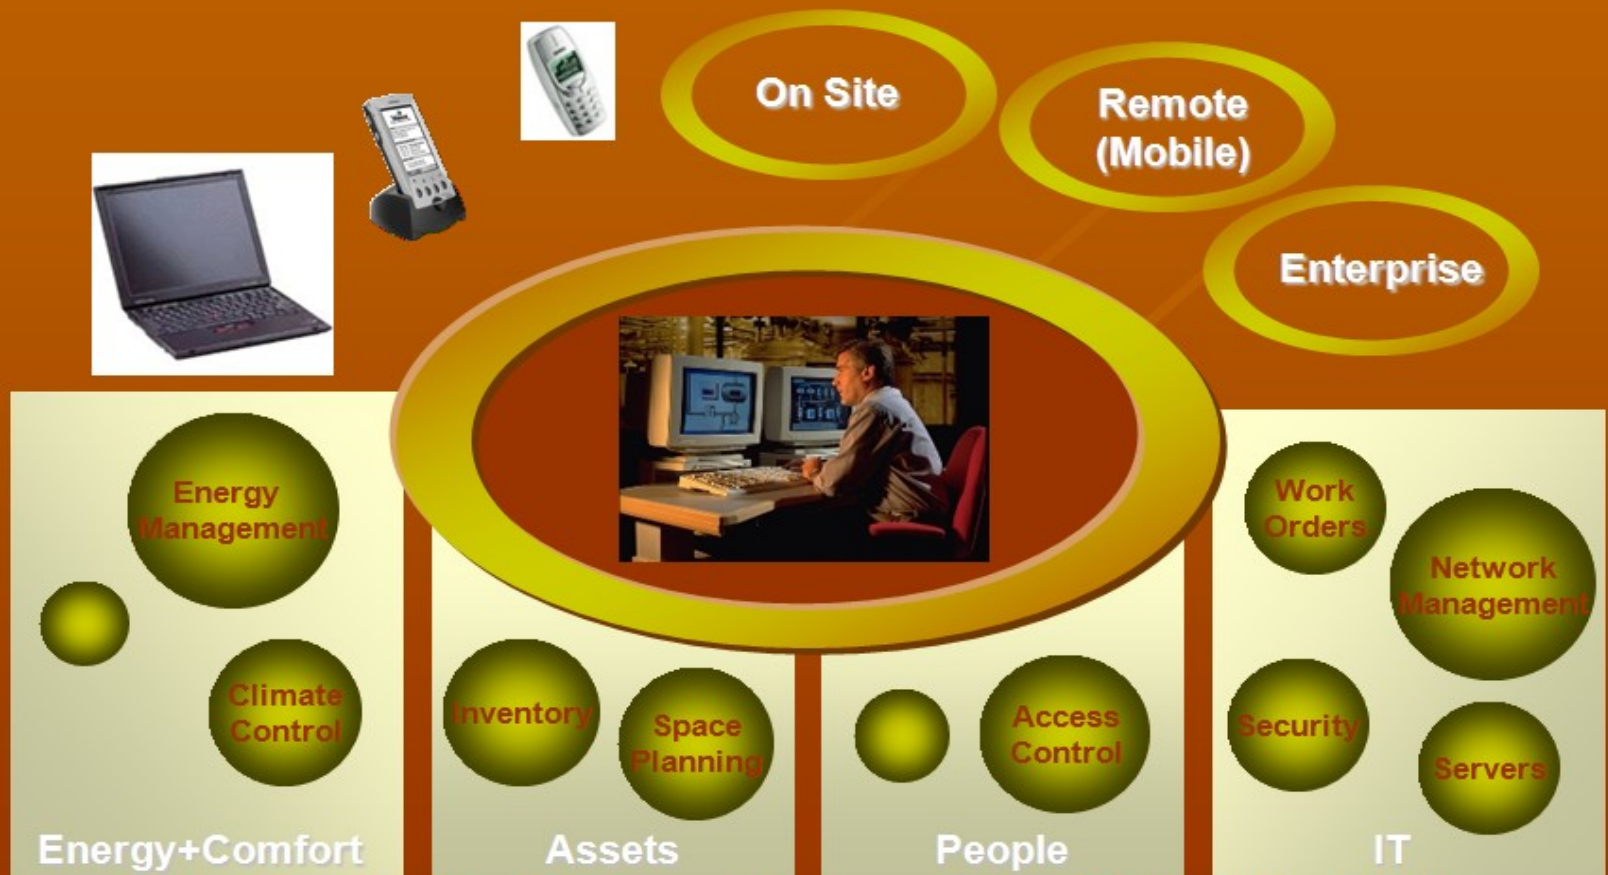 On Site
Remote
(Mobile)
Enterprise
Energy
Management
Climate
Control
Energy+Comfort
Inventory
Space
Planning
Assets
Access
Control
People
Work
Orders
Network
Management
Security
Servers
IT